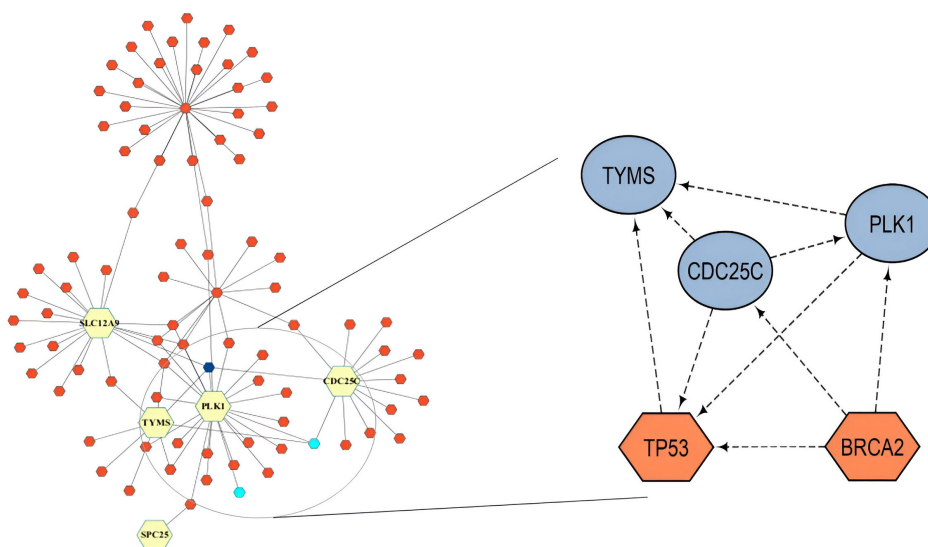 TYMS
PLK1
CDC25C
TP53
BRCA2
SLC12A9
CDC25C
PLK1
TYMS
SPC25